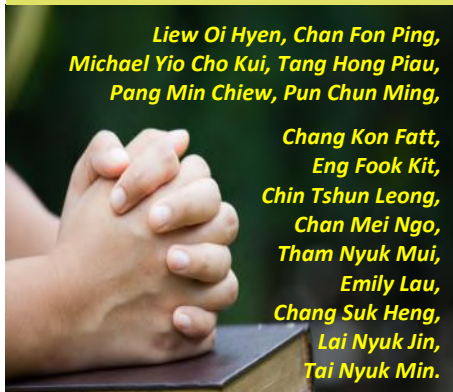 Liew Oi Hyen, Chan Fon Ping,
Michael Yio Cho Kui, Tang Hong Piau,
Pang Min Chiew, Pun Chun Ming,
Chang Kon Fatt,
Eng Fook Kit,
Chin Tshun Leong,
Chan Mei Ngo,
Tham Nyuk Mui,
Emily Lau,
Chang Suk Heng,
Lai Nyuk Jin,
Tai Nyuk Min.